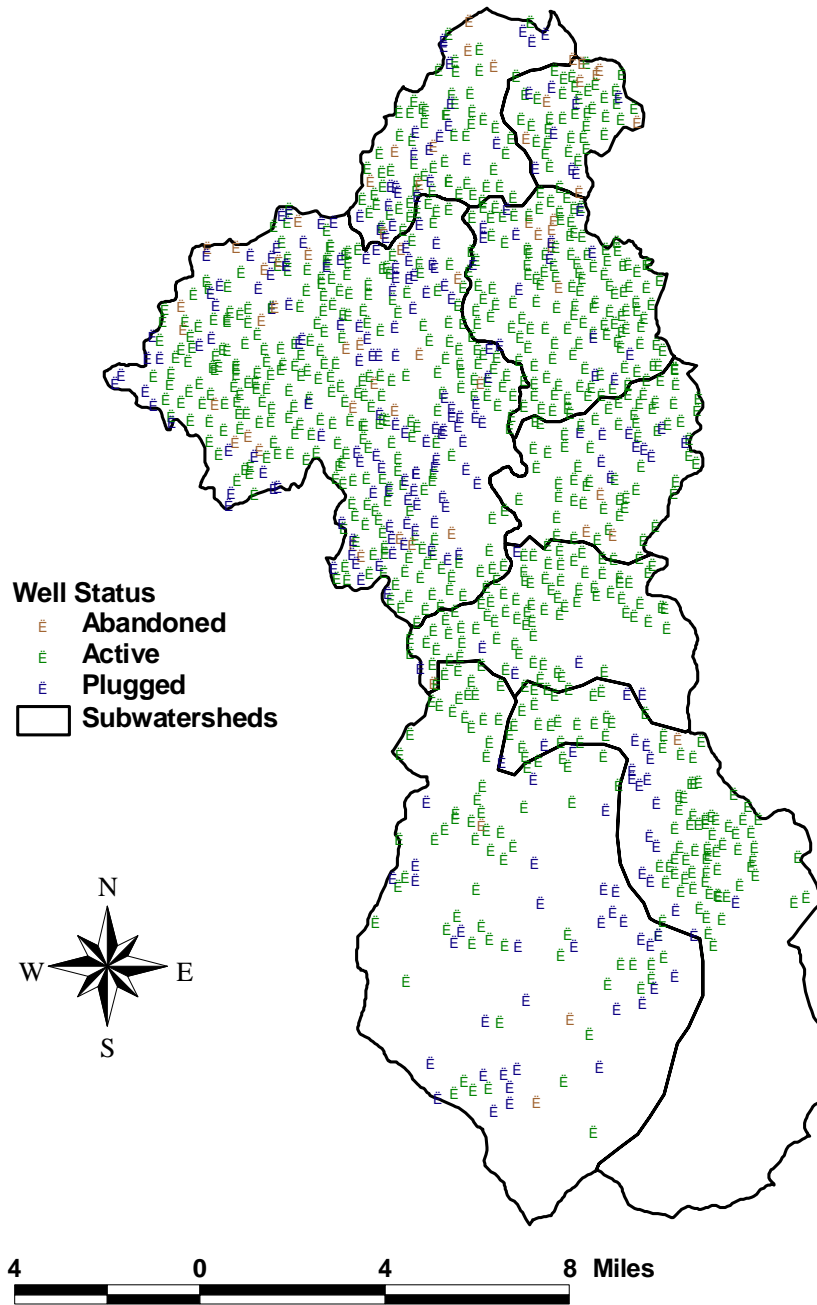 Well Status
Ë Abandoned
Ë Active
Ë Plugged
Subwatersheds
N
W E
S
4 0 4 8 Miles